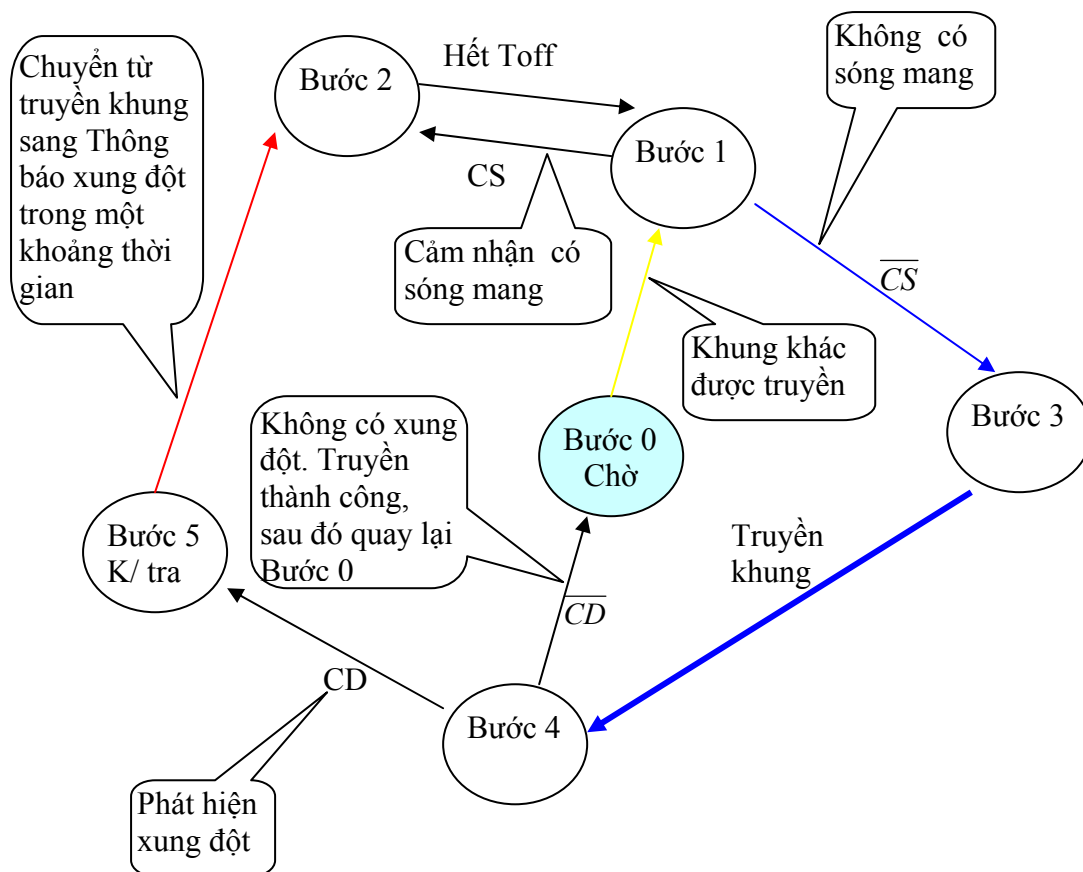 Chuyển từ
truyền khung
sang Thông
báo xung đột
trong một
khoảng thời
gian
Bước 2
Hết Toff
CS
Bước 1
Không có
sóng mang
Cảm nhận có
sóng mang
CS
Khung khác
được truyền
Bước 3
Bước 0
Chờ
Không có xung
đột. Truyền
thành công,
sau đó quay lại
Bước 0
Bước 5
K/ tra
Truyền
khung
CD
CD
Bước 4
Phát hiện
xung đột